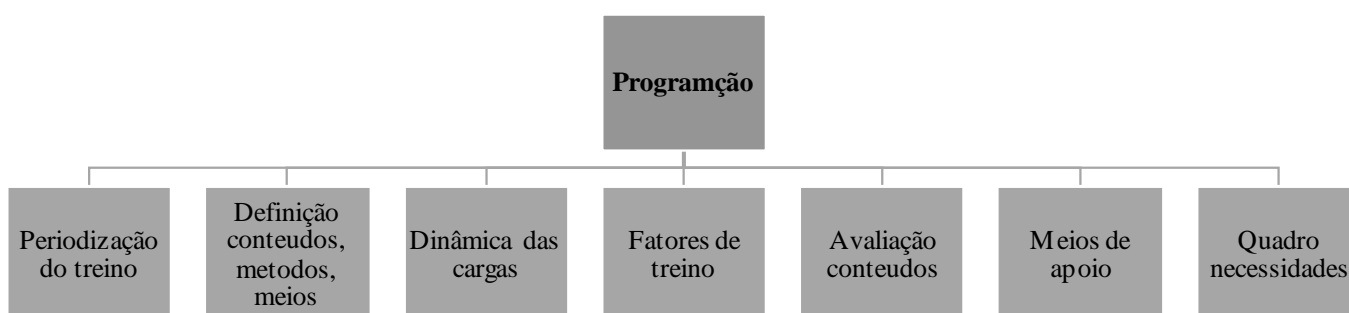 Programção
Periodização
do treino
Definição
conteudos,
metodos,
meios
Dinâmica das
cargas
Fatores de
treino
Avaliação
conteudos
Meios de
apoio
Quadro
necessidades